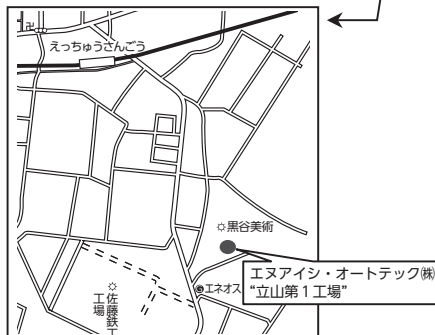 卍
えっちゅうさんごう
黒谷美術
エヌアイシ・オートテック㈱
“立山第１工場”
エネオス
佐藤鉄工
工場